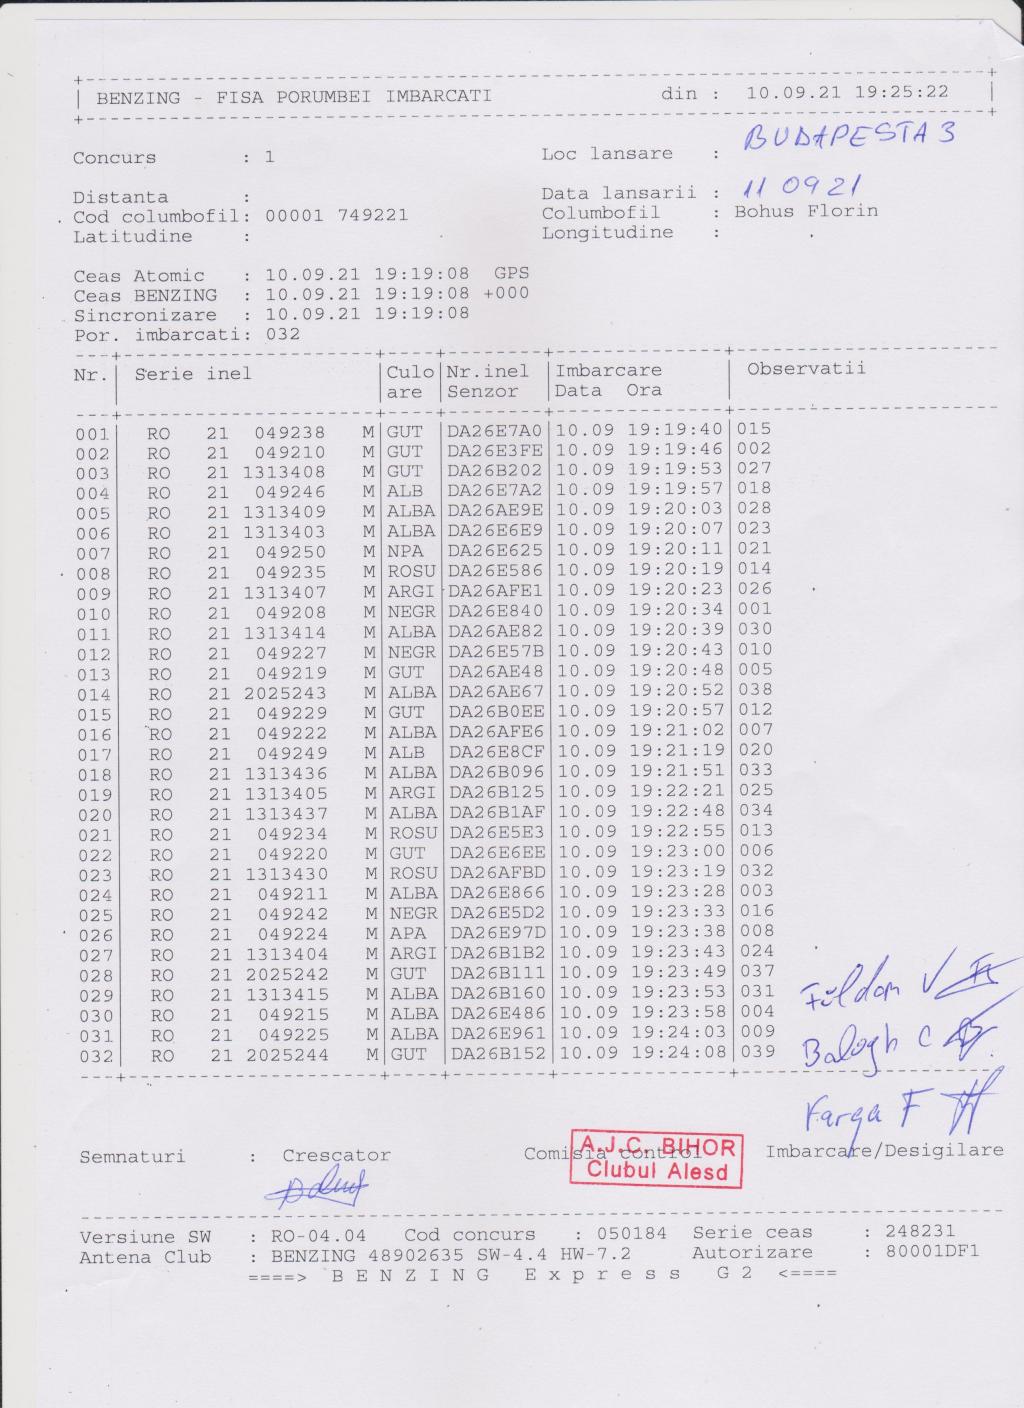 BENZING - FISA PORUMBEI IMBARCATI din : 10.09.21 19:25:22
Concurs : 1 Loc lansare : BUDAPESTA 3
Distanta : Data lansarii : 11 09 21
Cod columbofil: 00001 749221 Columbofil : Bohus Florin
Latitudine : Longitudine :
Ceas Atomic : 10.09.21 19:19:08 GPS
Ceas BENZING : 10.09.21 19:19:08 +000
Sincronizare : 10.09.21 19:19:08
Por. imbarcati: 032
Nr. Serie inel Culo Nr.inel Imbarcare Observatii
are Senzor Data Ora
001 RO 21 049238 M GUT DA26E7A0 10.09 19:19:40 015
002 RO 21 049210 M GUT DA26E3FE 10.09 19:19:46 002
003 RO 21 1313408 M GUT DA26B202 10.09 19:19:53 027
004 RO 21 049246 M ALB DA26E7A2 10.09 19:19:57 018
005 RO 21 1313409 M ALBA DA26AE9E 10.09 19:20:03 028
006 RO 21 1313403 M ALBA DA26E6E9 10.09 19:20:07 023
007 RO 21 049250 M NPA DA26E625 10.09 19:20:11 021
008 RO 21 049235 M ROSU DA26E586 10.09 19:20:19 014
009 RO 21 1313407 M ARGI DA26AFE1 10.09 19:20:23 026
010 RO 21 049208 M NEGR DA26E840 10.09 19:20:34 001
011 RO 21 1313414 M ALBA DA26AE82 10.09 19:20:39 030
012 RO 21 049227 M NEGR DA26E57B 10.09 19:20:43 010
013 RO 21 049219 M GUT DA26AE48 10.09 19:20:48 005
014 RO 21 2025243 M ALBA DA26AE67 10.09 19:20:52 038
015 RO 21 049229 M GUT DA26B0EE 10.09 19:20:57 012
016 RO 21 049222 M ALBA DA26AFE6 10.09 19:21:02 007
017 RO 21 049249 M ALB DA26E8CF 10.09 19:21:19 020
018 RO 21 1313436 M ALBA DA26B096 10.09 19:21:51 033
019 RO 21 1313405 M ARGI DA26B125 10.09 19:22:21 025
020 RO 21 1313437 M ALBA DA26B1AF 10.09 19:22:48 034
021 RO 21 049234 M ROSU DA26E5E3 10.09 19:22:55 013
022 RO 21 049220 M GUT DA26E6EE 10.09 19:23:00 006
023 RO 21 1313430 M ROSU DA26AFBD 10.09 19:23:19 032
024 RO 21 049211 M ALBA DA26E866 10.09 19:23:28 003
025 RO 21 049242 M NEGR DA26E5D2 10.09 19:23:33 016
026 RO 21 049224 M APA DA26E97D 10.09 19:23:38 008
027 RO 21 1313404 M ARGI DA26B1B2 10.09 19:23:43 024
028 RO 21 2025242 M GUT DA26B111 10.09 19:23:49 037
029 RO 21 1313415 M ALBA DA26B160 10.09 19:23:53 031
030 RO 21 049215 M ALBA DA26E486 10.09 19:23:58 004
031 RO 21 049225 M ALBA DA26E961 10.09 19:24:03 009
032 RO 21 2025244 M GUT DA26B152 10.09 19:24:08 039
V
Balogh C
Varga F
Semnaturi : Crescator Comisia control Imbarcare/Desigilare
A.J.C. BIHOR
Clubul Alesd
Versiune SW : RO-04.04 Cod concurs : 050184 Serie ceas : 248231
Antena Club : BENZING 48902635 SW-4.4 HW-7.2 Autorizare : 80001DF1
====> B E N Z I N G E x p r e s s G 2 <====